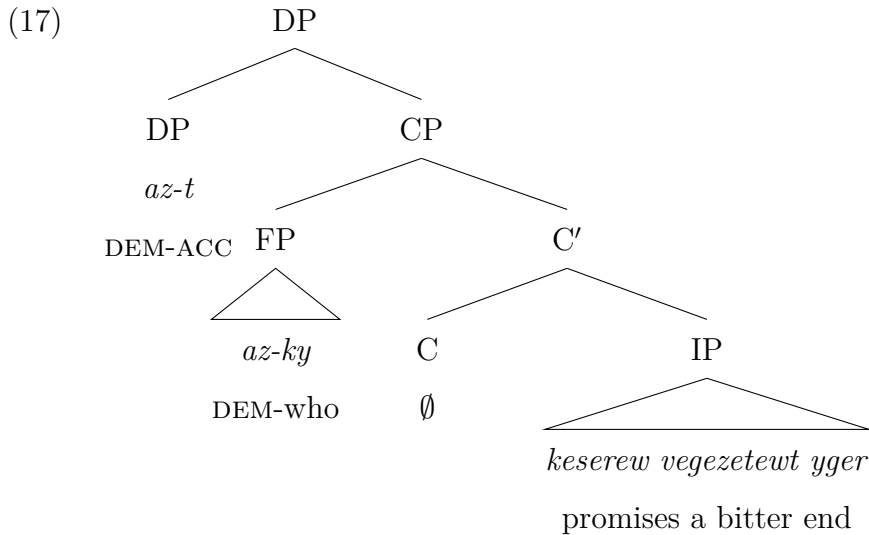 (17) DP
DP CP
az-t
DEM-ACC FP C′
az-ky C IP
DEM-who ∅
keserew vegezetewt yger
promises a bitter end